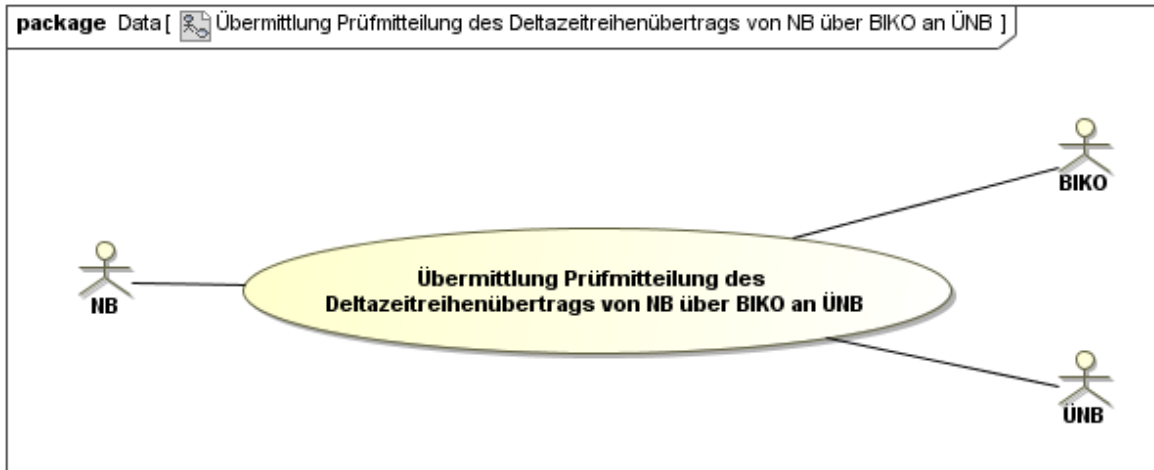 package Data [ Übermittlung Prüfmitteilung des Deltazeitreihenübertrags von NB über BIKO an ÜNB ]
BIKO
Übermittlung Prüfmitteilung des
Deltazeitreihenübertrags von NB über BIKO an ÜNB
NB
ÜNB